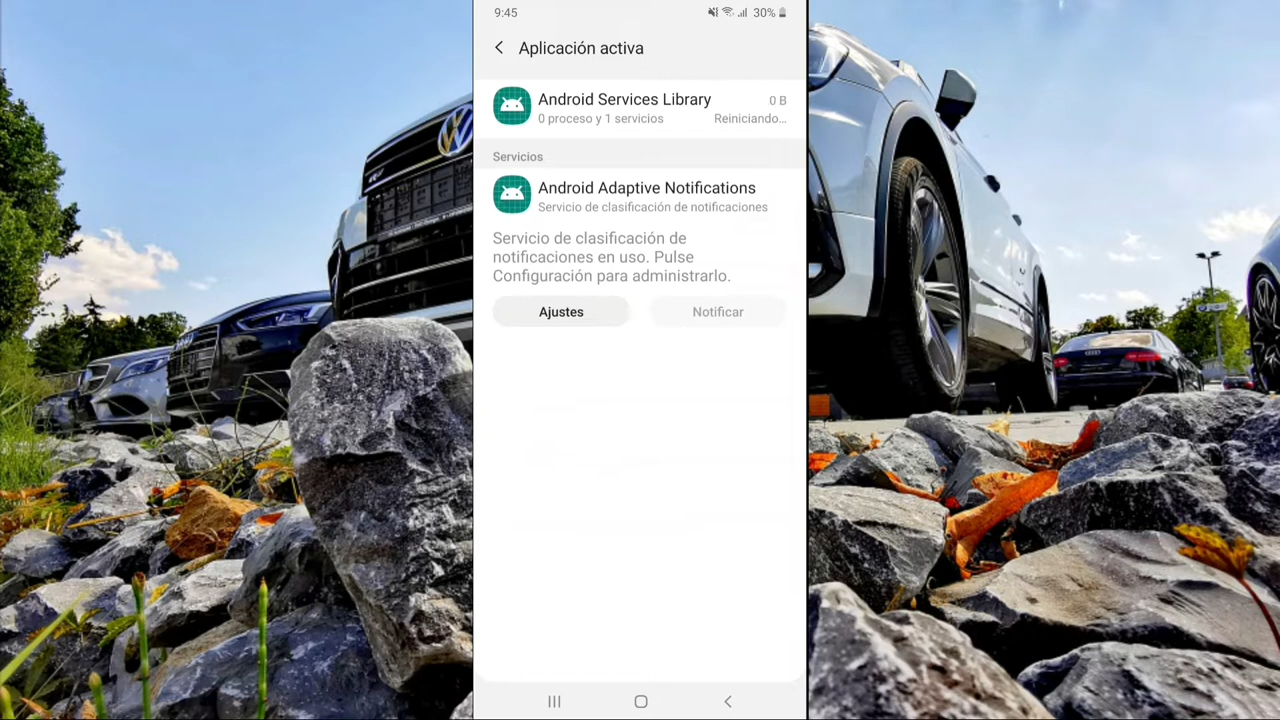 9:45
30%
Aplicación activa
Android Services Library
0 B
0 proceso y 1 servicios
Reiniciando...
Servicios
Android Adaptive Notifications
Servicio de clasificación de notificaciones
Servicio de clasificación de
notificaciones en uso. Pulse
Configuración para administrarlo.
Ajustes
Notificar